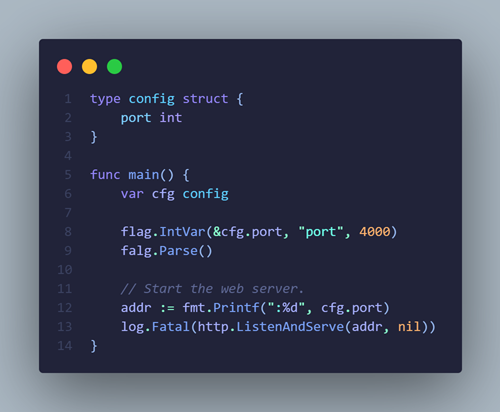 1 type config struct {
2     port int
3 }
4
5 func main() {
6     var cfg config
7
8     flag.IntVar(&cfg.port, "port", 4000)
9     falg.Parse()
10
11     // Start the web server.
12     addr := fmt.Printf(":%d", cfg.port)
13     log.Fatal(http.ListenAndServe(addr, nil))
14 }